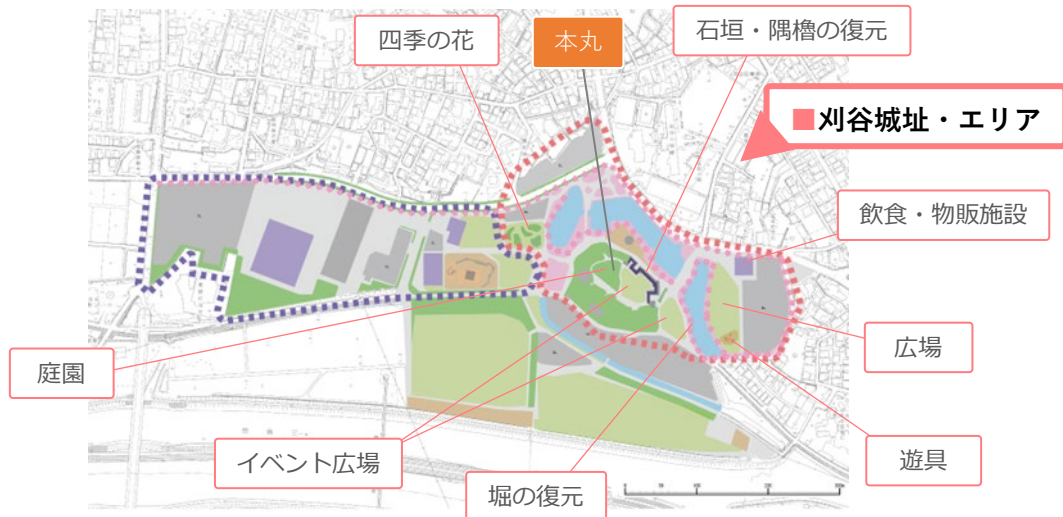 四季の花
本丸
石垣・隅櫓の復元
■刈谷城址・エリア
飲食・物販施設
広場
庭園
遊具
イベント広場
堀の復元